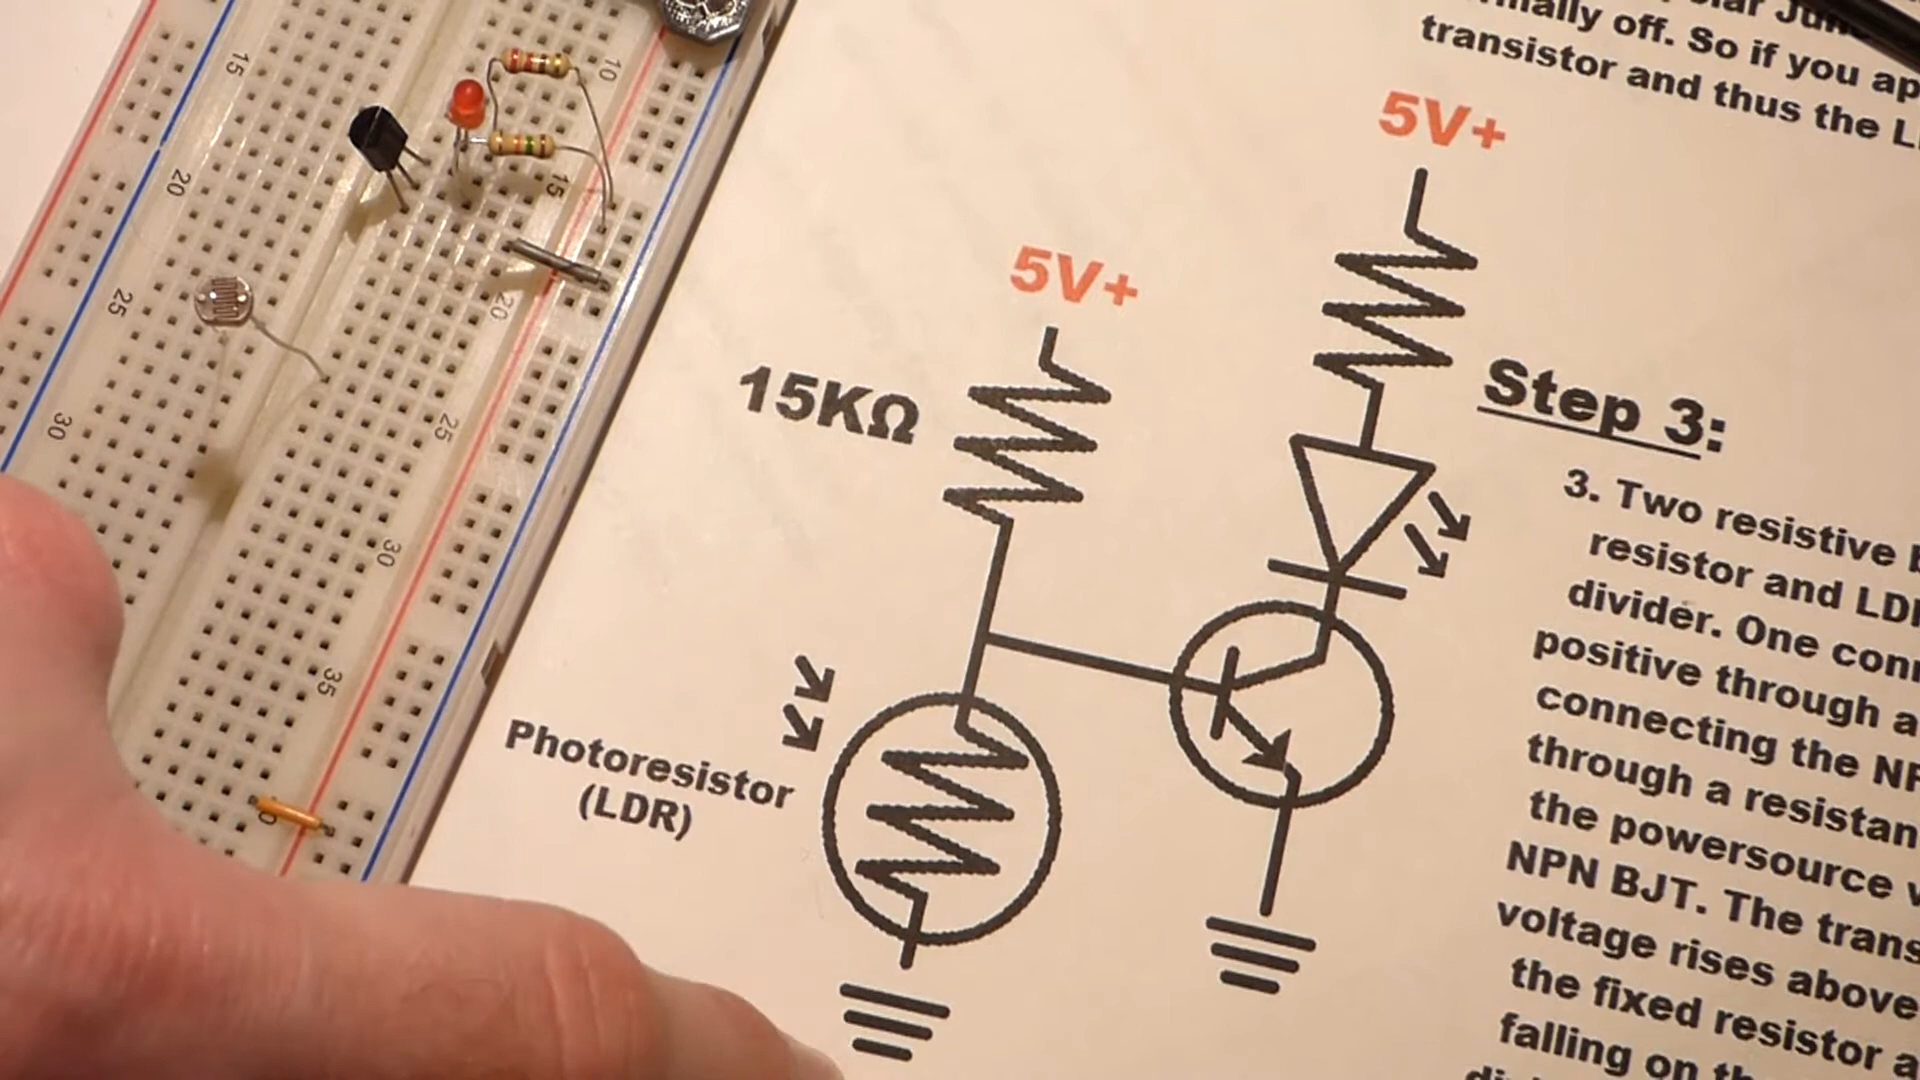 mally off. So if you ap
transistor and thus the L
5V+
5V+
15KΩ
Step 3:
3. Two resistive
resistor and LD
divider. One con
positive through a
connecting the N
through a resistan
the powersource
NPN BJT. The trans
voltage rises above
the fixed resistor a
falling on
Photoresistor
(LDR)
10
15
15
20
20
25
25
30
30
35